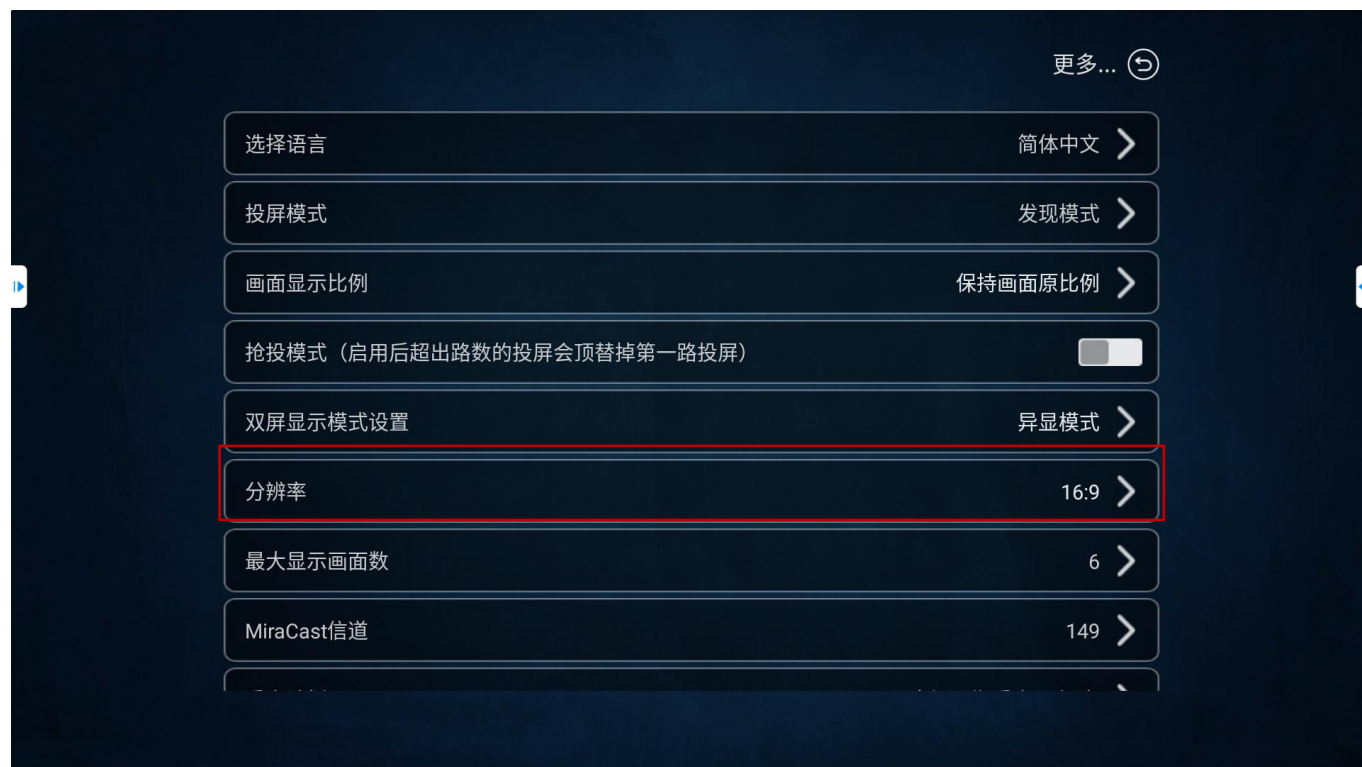 更多...
选择语言 简体中文
投屏模式 发现模式
画面显示比例 保持画面原比例
抢投模式（启用后超出路数的投屏会顶替掉第一路投屏）
双屏显示模式设置 异显模式
分辨率 16:9
最大显示画面数 6
MiraCast信道 149